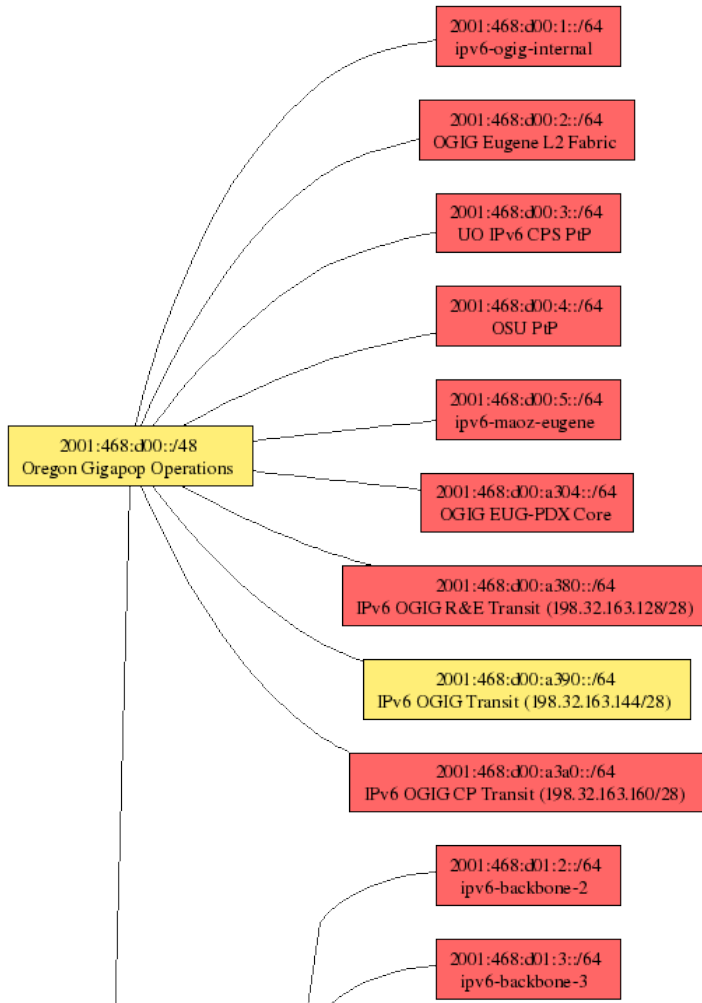 2001:468:d00:1::/64
ipv6-ogig-internal
2001:468:d00:2::/64
OGIG Eugene L2 Fabric
2001:468:d00:3::/64
UO IPv6 CPS PtP
2001:468:d00:4::/64
OSU PtP
2001:468:d00:5::/64
ipv6-maoz-eugene
2001:468:d00::/48
Oregon Gigapop Operations
2001:468:d00:a304::/64
OGIG EUG-PDX Core
2001:468:d00:a380::/64
IPv6 OGIG R&E Transit (198.32.163.128/28)
2001:468:d00:a390::/64
IPv6 OGIG Transit (198.32.163.144/28)
2001:468:d00:a3a0::/64
IPv6 OGIG CP Transit (198.32.163.160/28)
2001:468:d01:2::/64
ipv6-backbone-2
2001:468:d01:3::/64
ipv6-backbone-3